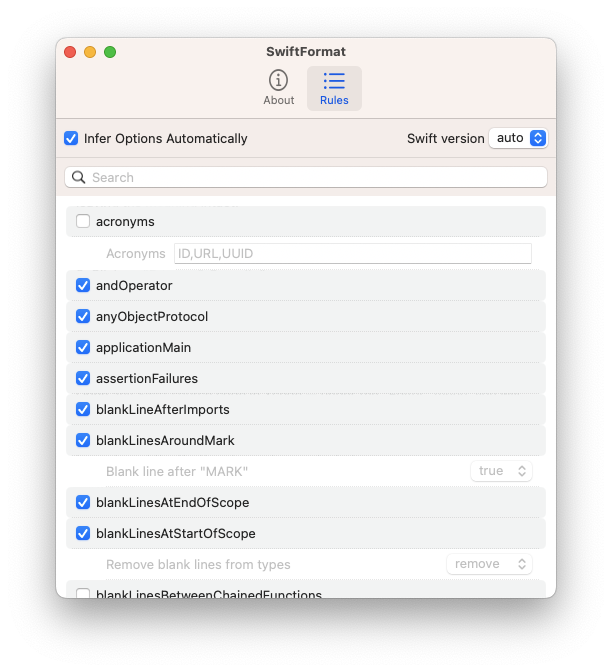 SwiftFormat
About
Rules
Infer Options Automatically
Swift version auto
Search
acronyms
Acronyms ID,URL,UUID
andOperator
anyObjectProtocol
applicationMain
assertionFailures
blankLineAfterImports
blankLinesAroundMark
Blank line after "MARK" true
blankLinesAtEndOfScope
blankLinesAtStartOfScope
Remove blank lines from types remove
blankLinesBetweenChainedFunctions